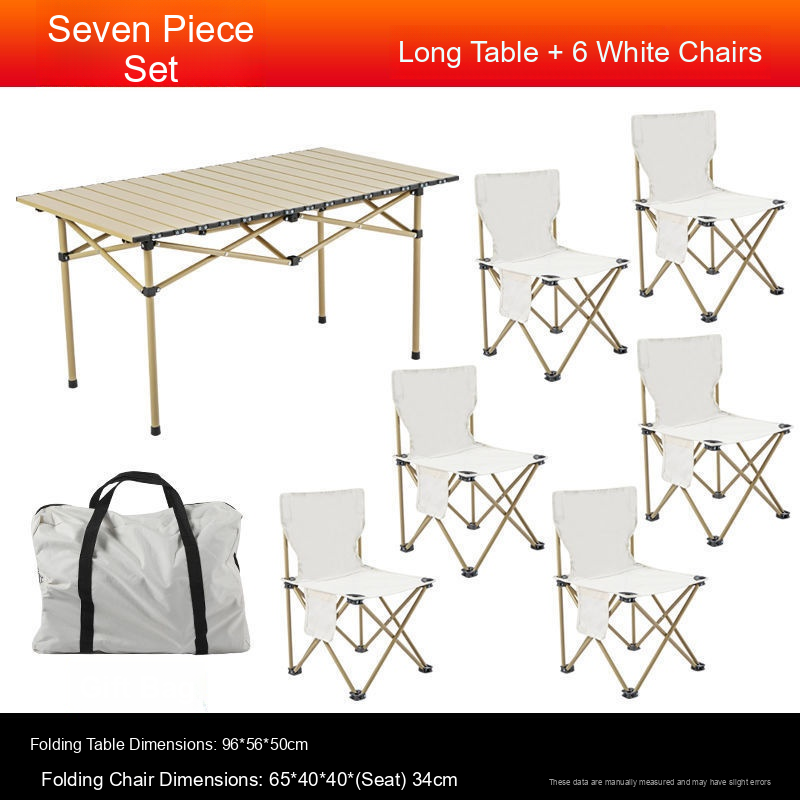 Seven Piece
Set
Long Table + 6 White Chairs
Folding Table Dimensions: 96*56*50cm
Folding Chair Dimensions: 65*40*40*(Seat) 34cm
These data are manually measured and may have slight errors